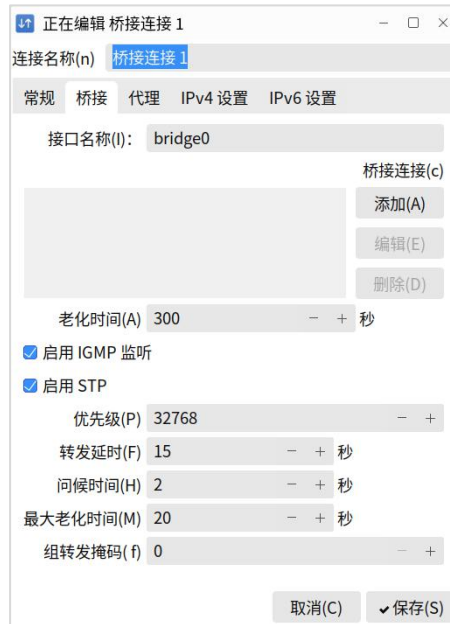 正在编辑 桥接连接 1
连接名称(n) 桥接连接 1
常规 桥接 代理 IPv4 设置 IPv6 设置
接口名称(I): bridge0
桥接连接(c)
添加(A)
编辑(E)
删除(D)
老化时间(A) 300 − + 秒
启用 IGMP 监听
启用 STP
优先级(P) 32768 − +
转发延时(F) 15 − + 秒
问候时间(H) 2 − + 秒
最大老化时间(M) 20 − + 秒
组转发掩码( f) 0 − +
取消(C) 保存(S)